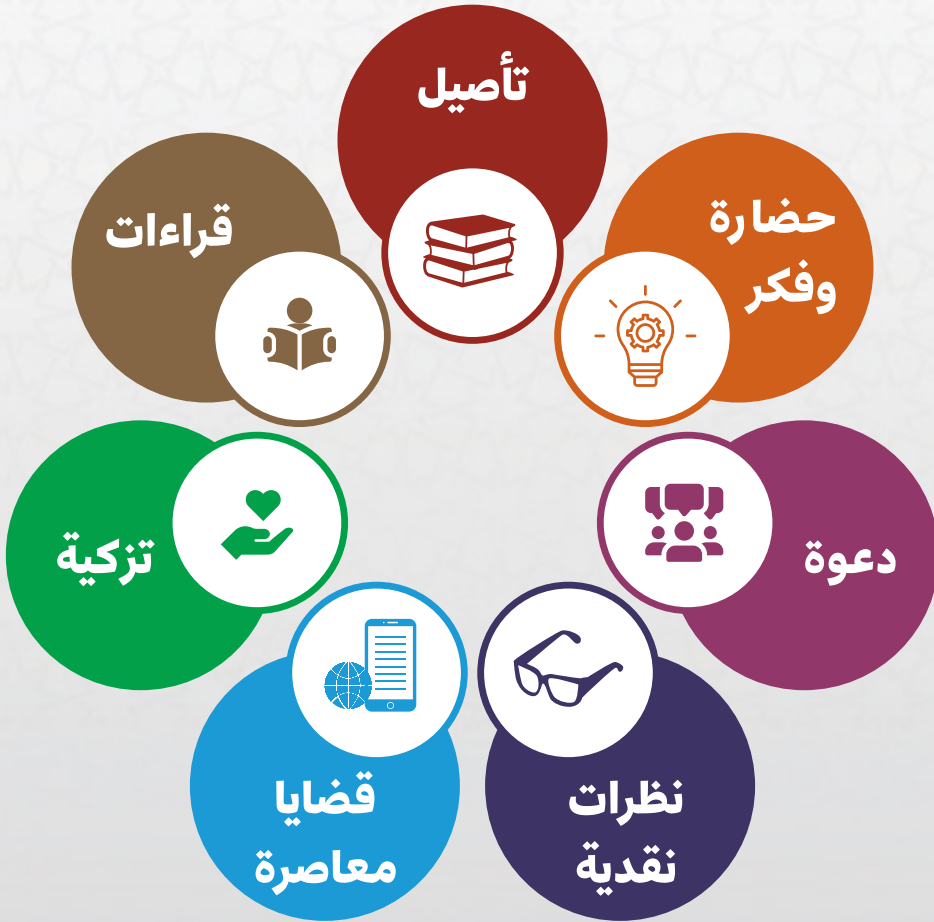 تأصيل
حضارة
وفكر
دعوة
نظرات
نقدية
قضايا
معاصرة
تزكية
قراءات